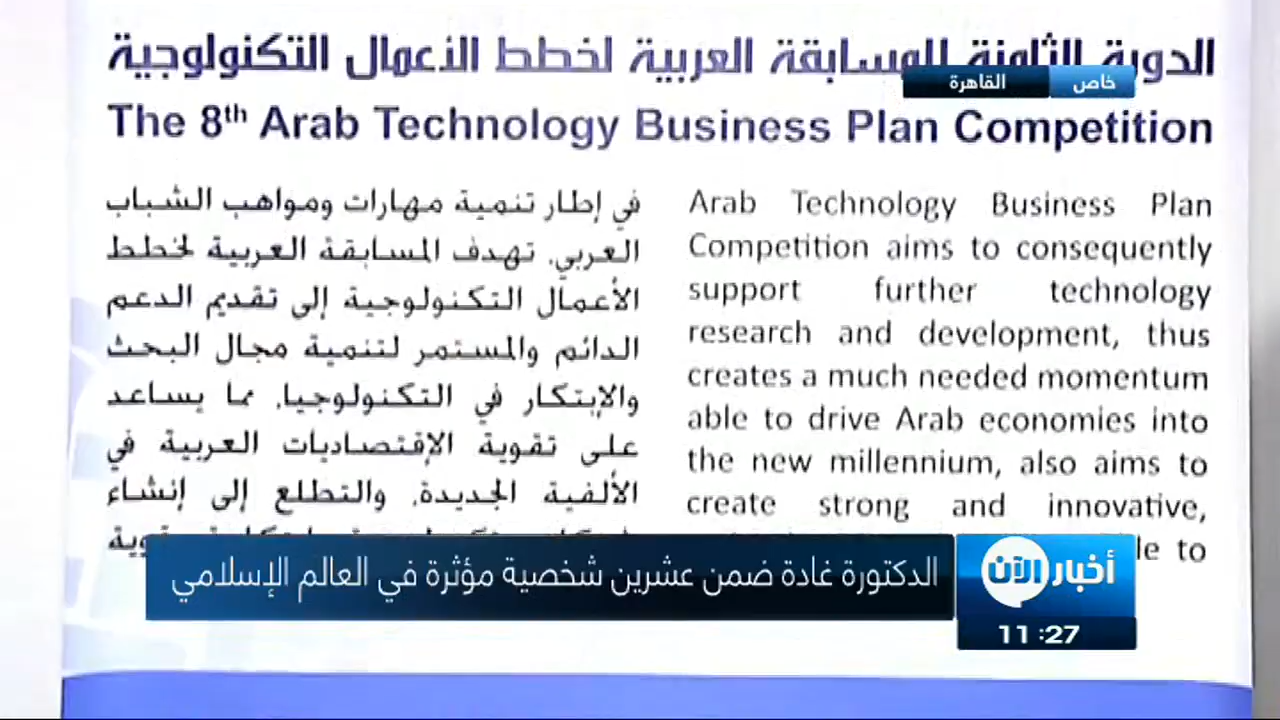 الدورة الثامنة للمسابقة العربية لخطط الأعمال التكنولوجية
خاص
القاهرة
The 8th Arab Technology Business Plan Competition
في إطار تنمية مهارات ومواهب الشباب
العربي. تهدف المسابقة العربية لخطط
الأعمال التكنولوجية إلى تقديم الدعم
الدائم والمستمر لتنمية مجال البحث
والإبتكار في التكنولوجيا. مما يساعد
على تقوية الإقتصاديات العربية في
الألفية الجديدة. والتطلع إلى إنشاء
Arab Technology Business Plan
Competition aims to consequently
support further technology
research and development, thus
creates a much needed momentum
able to drive Arab economies into
the new millennium, also aims to
create strong and innovative,
to
الدكتورة غادة ضمن عشرين شخصية مؤثرة في العالم الإسلامي
أخبار الآن
11:27